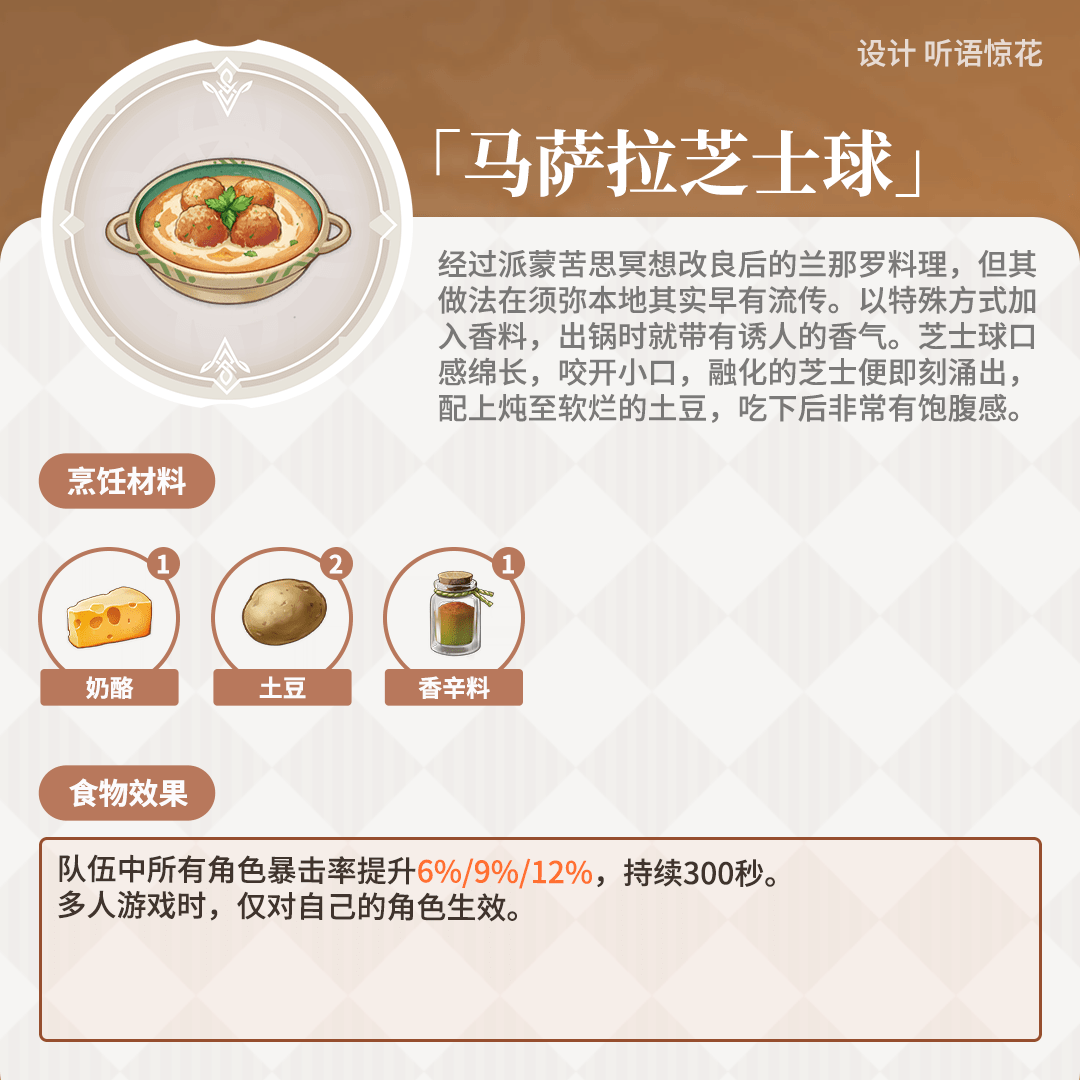 设计 听语惊花
「马萨拉芝士球」
经过派蒙苦思冥想改良后的兰那罗料理，但其
做法在须弥本地其实早有流传。以特殊方式加
入香料，出锅时就带有诱人的香气。芝士球口
感绵长，咬开小口，融化的芝士便即刻涌出，
配上炖至软烂的土豆，吃下后非常有饱腹感。
烹饪材料
1
2
1
奶酪
土豆
香辛料
食物效果
队伍中所有角色暴击率提升6%/9%/12%，持续300秒。
多人游戏时，仅对自己的角色生效。